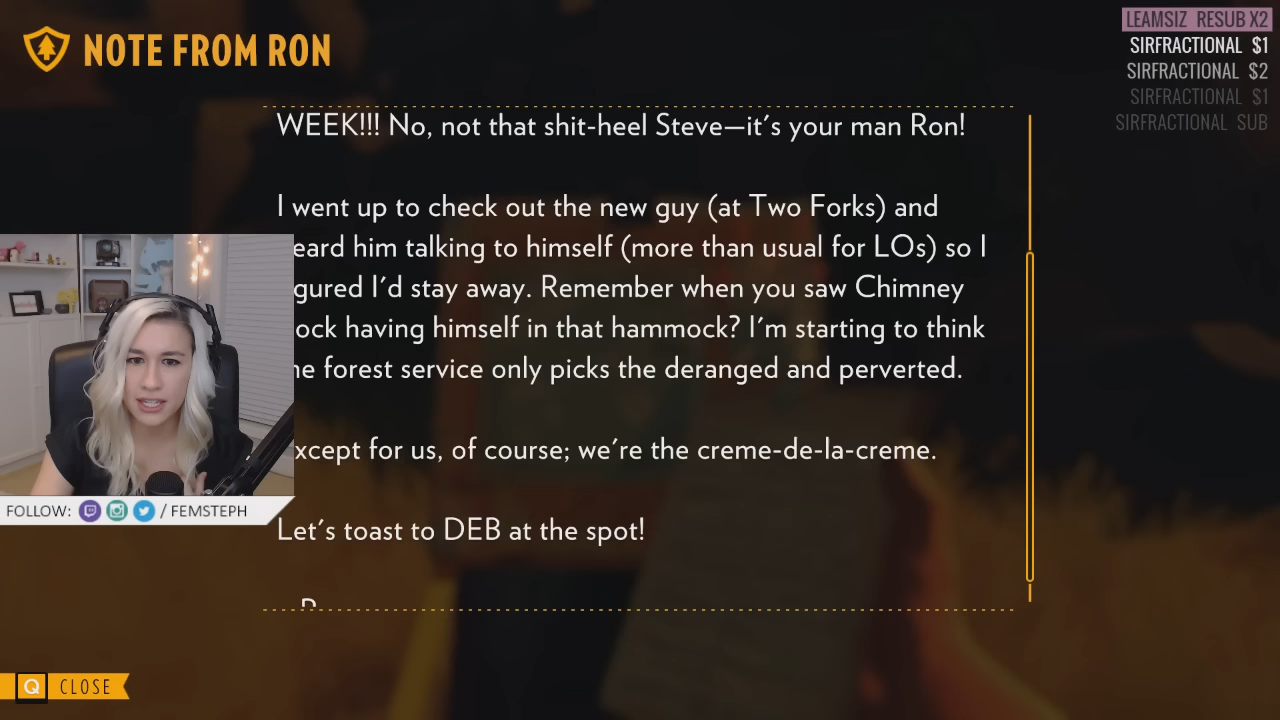 NOTE FROM RON
LEAMSIZ RESUB X2
SIRFRACTIONAL $1
SIRFRACTIONAL $2
SIRFRACTIONAL $1
SIRFRACTIONAL SUB
WEEK!!! No, not that shit-heel Steve—it's your man Ron!
I went up to check out the new guy (at Two Forks) and
eard him talking to himself (more than usual for LOs) so I
gured I'd stay away. Remember when you saw Chimney
ock having himself in that hammock? I'm starting to think
he forest service only picks the deranged and perverted.
xcept for us, of course; we're the creme-de-la-creme.
Let's toast to DEB at the spot!
FOLLOW: / FEMSTEPH
Q CLOSE